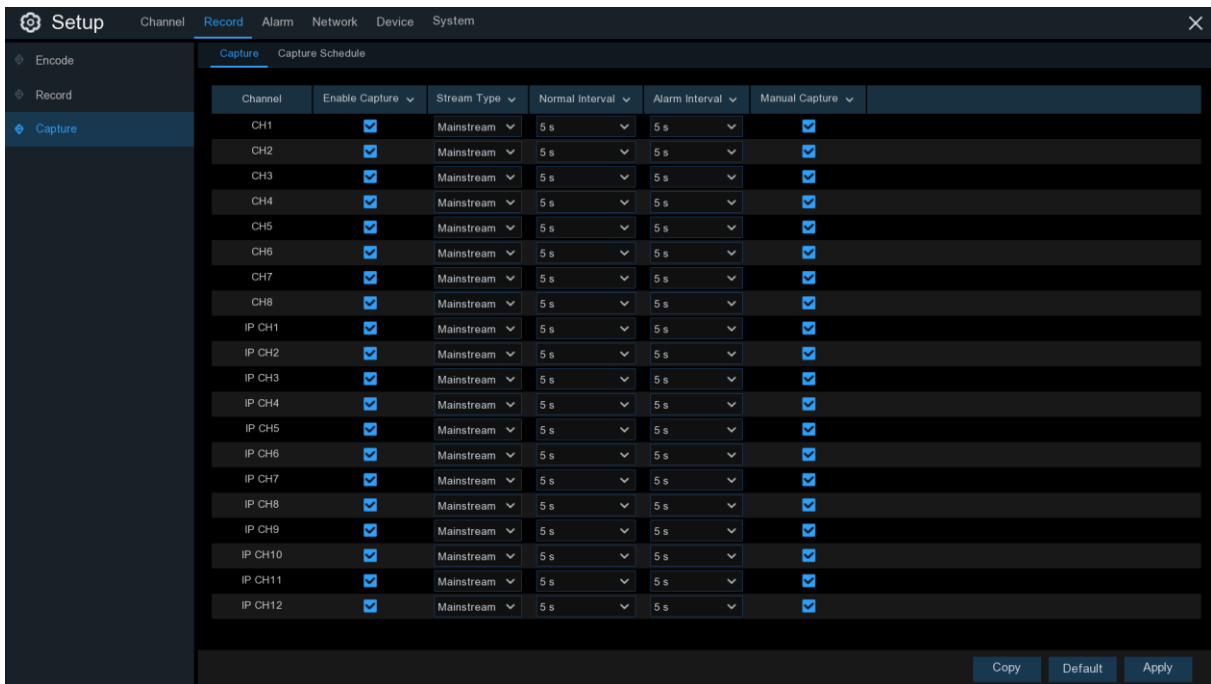 Setup Channel Record Alarm Network Device System
Encode
Record
Capture
Capture Capture Schedule
Channel Enable Capture Stream Type Normal Interval Alarm Interval Manual Capture
CH1 Mainstream 5 s 5 s
CH2 Mainstream 5 s 5 s
CH3 Mainstream 5 s 5 s
CH4 Mainstream 5 s 5 s
CH5 Mainstream 5 s 5 s
CH6 Mainstream 5 s 5 s
CH7 Mainstream 5 s 5 s
CH8 Mainstream 5 s 5 s
IP CH1 Mainstream 5 s 5 s
IP CH2 Mainstream 5 s 5 s
IP CH3 Mainstream 5 s 5 s
IP CH4 Mainstream 5 s 5 s
IP CH5 Mainstream 5 s 5 s
IP CH6 Mainstream 5 s 5 s
IP CH7 Mainstream 5 s 5 s
IP CH8 Mainstream 5 s 5 s
IP CH9 Mainstream 5 s 5 s
IP CH10 Mainstream 5 s 5 s
IP CH11 Mainstream 5 s 5 s
IP CH12 Mainstream 5 s 5 s
Copy Default Apply